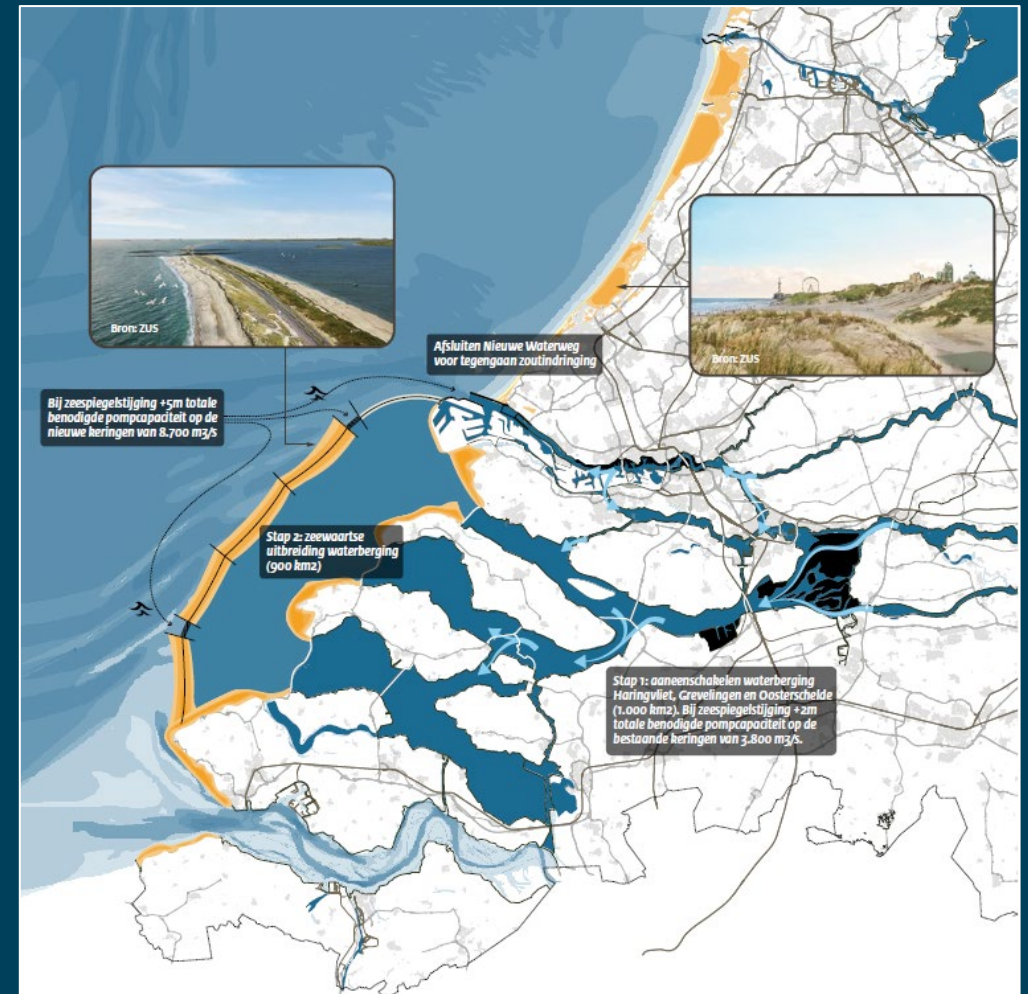 Bron: ZUS
Bron: ZUS
Afsluiten Nieuwe Waterweg
voor tegengaan zoutindringing
Bij zeespiegelstijging +5m totale
benodigde pompcapaciteit op de
nieuwe keringen van 8.700 m3/s
Stap 2: zeewaartse
uitbreiding waterberging
(900 km2)
Stap 1: aaneenschakelen waterberging
Haringvliet, Grevelingen en Oosterschelde
(1.000 km2). Bij zeespiegelstijging +2m
totale benodigde pompcapaciteit op de
bestaande keringen van 3.800 m3/s.